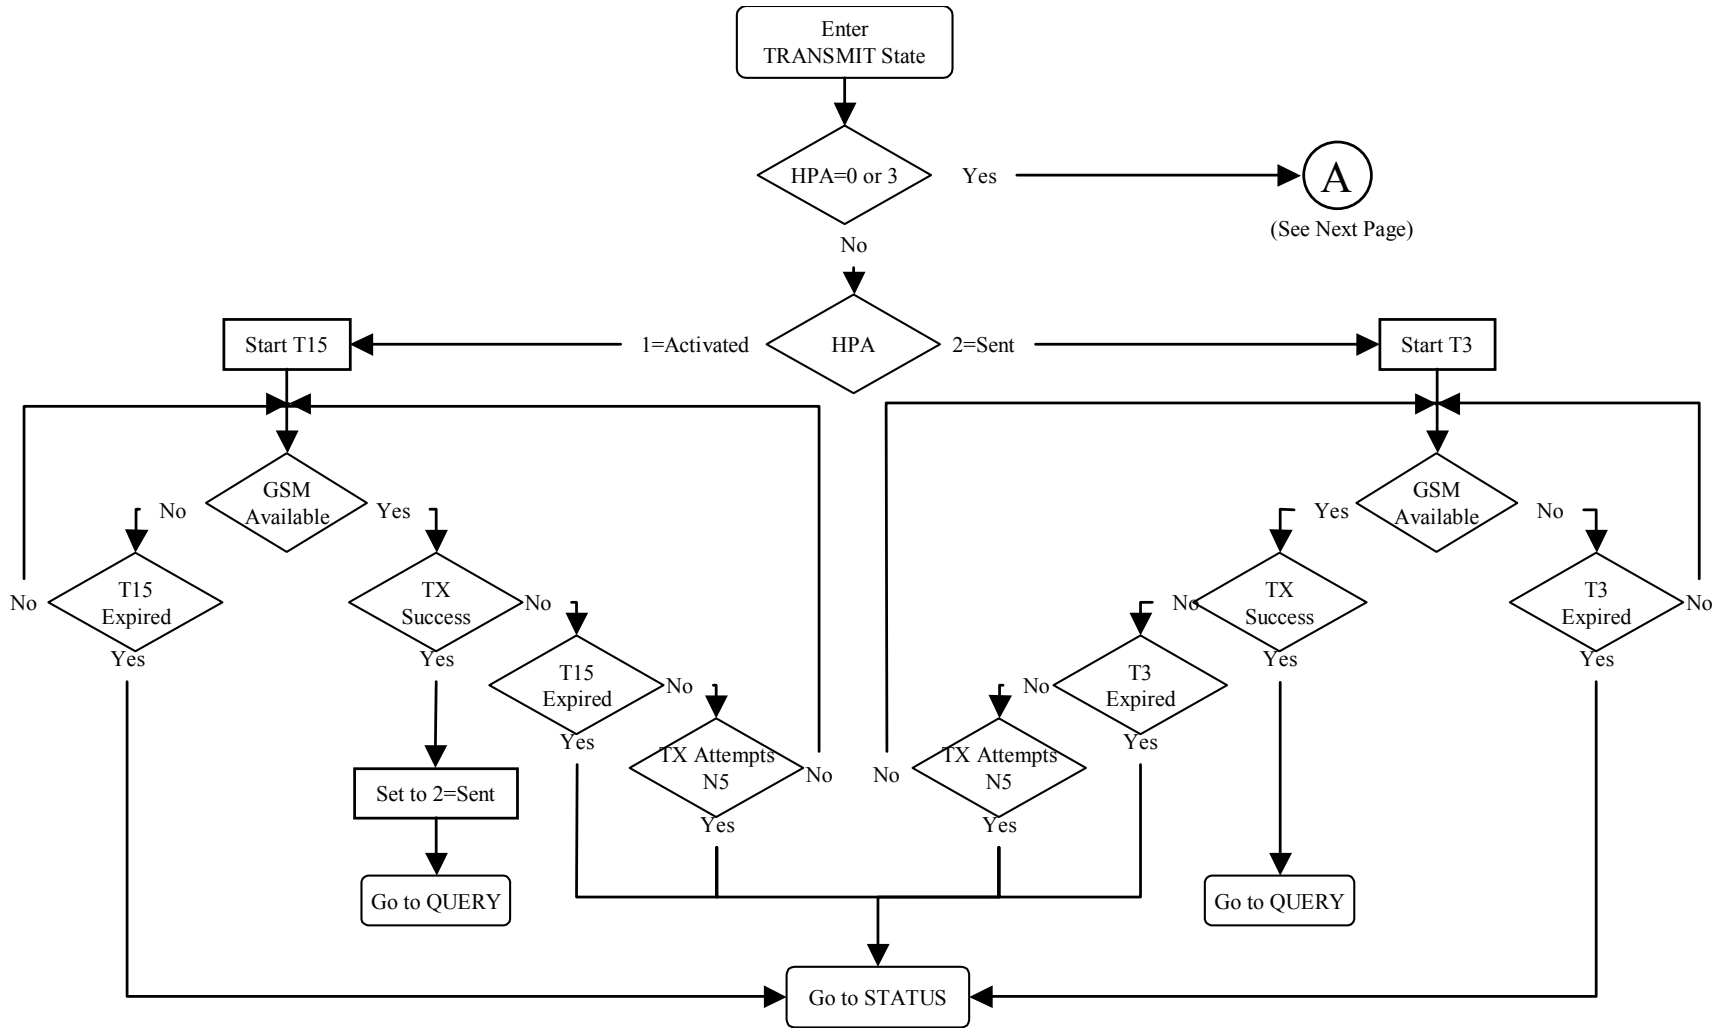 Enter
TRANSMIT State
HPA=0 or 3
Yes
A
(See Next Page)
No
Start T15
1=Activated
HPA
2=Sent
Start T3
GSM
Available
No
Yes
GSM
Available
Yes
No
T15
Expired
No
Yes
TX
Success
No
Yes
TX
Success
No
Yes
T3
Expired
No
Yes
T15
Expired
No
Yes
T3
Expired
No
Yes
TX Attempts
N5
No
Yes
TX Attempts
N5
No
Yes
Set to 2=Sent
Go to QUERY
Go to QUERY
Go to STATUS